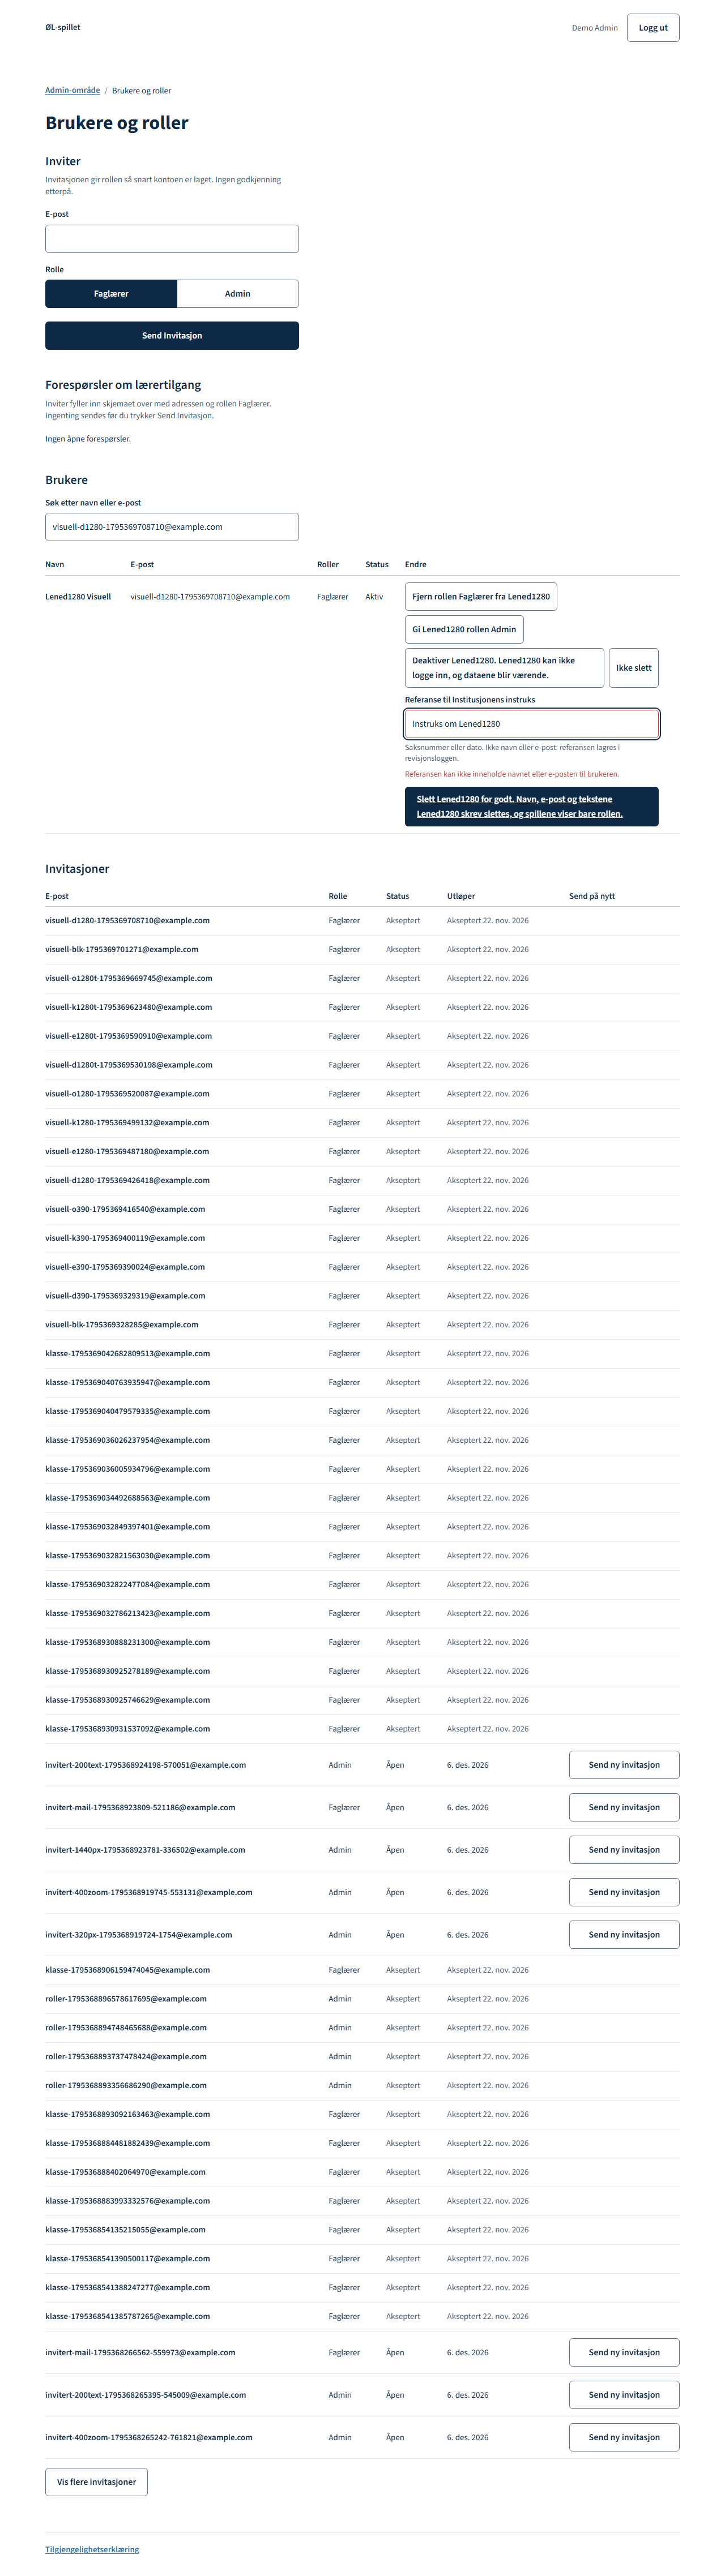 ØL-spillet
Demo Admin
Logg ut
Admin-område / Brukere og roller
Brukere og roller
Inviter
Invitasjonen gir rollen så snart kontoen er laget. Ingen godkjenning
etterpå.
E-post
Rolle
Faglærer
Admin
Send Invitasjon
Forespørsler om lærertilgang
Inviter fyller inn skjemaet over med adressen og rollen Faglærer.
Ingenting sendes før du trykker Send Invitasjon.
Ingen åpne forespørsler.
Brukere
Søk etter navn eller e-post
visuell-d1280-1795369708710@example.com
Navn E-post Roller Status Endre
Lened1280 Visuell visuell-d1280-1795369708710@example.com Faglærer Aktiv
Fjern rollen Faglærer fra Lened1280
Gi Lened1280 rollen Admin
Deaktiver Lened1280. Lened1280 kan ikke
logge inn, og dataene blir værende.
Ikke slett
Referanse til Institusjonens instruks
Instruks om Lened1280
Saksnummer eller dato. Ikke navn eller e-post: referansen lagres i
revisjonsloggen.
Referansen kan ikke inneholde navnet eller e-posten til brukeren.
Slett Lened1280 for godt. Navn, e-post og tekstene
Lened1280 skrev slettes, og spillene viser bare rollen.
Invitasjoner
E-post Rolle Status Utløper Send på nytt
visuell-d1280-1795369708710@example.com Faglærer Akseptert Akseptert 22. nov. 2026
visuell-blk-1795369701271@example.com Faglærer Akseptert Akseptert 22. nov. 2026
visuell-o1280t-1795369669745@example.com Faglærer Akseptert Akseptert 22. nov. 2026
visuell-k1280t-1795369623480@example.com Faglærer Akseptert Akseptert 22. nov. 2026
visuell-e1280t-1795369590910@example.com Faglærer Akseptert Akseptert 22. nov. 2026
visuell-d1280t-1795369530198@example.com Faglærer Akseptert Akseptert 22. nov. 2026
visuell-o1280-1795369520087@example.com Faglærer Akseptert Akseptert 22. nov. 2026
visuell-k1280-1795369499132@example.com Faglærer Akseptert Akseptert 22. nov. 2026
visuell-e1280-1795369487180@example.com Faglærer Akseptert Akseptert 22. nov. 2026
visuell-d1280-1795369426418@example.com Faglærer Akseptert Akseptert 22. nov. 2026
visuell-o390-1795369416540@example.com Faglærer Akseptert Akseptert 22. nov. 2026
visuell-k390-1795369400119@example.com Faglærer Akseptert Akseptert 22. nov. 2026
visuell-e390-1795369390024@example.com Faglærer Akseptert Akseptert 22. nov. 2026
visuell-d390-1795369329319@example.com Faglærer Akseptert Akseptert 22. nov. 2026
visuell-blk-1795369328285@example.com Faglærer Akseptert Akseptert 22. nov. 2026
klasse-1795369042682809513@example.com Faglærer Akseptert Akseptert 22. nov. 2026
klasse-1795369040763935947@example.com Faglærer Akseptert Akseptert 22. nov. 2026
klasse-1795369040479579335@example.com Faglærer Akseptert Akseptert 22. nov. 2026
klasse-1795369036026237954@example.com Faglærer Akseptert Akseptert 22. nov. 2026
klasse-1795369036005934796@example.com Faglærer Akseptert Akseptert 22. nov. 2026
klasse-1795369034492688563@example.com Faglærer Akseptert Akseptert 22. nov. 2026
klasse-1795369032849397401@example.com Faglærer Akseptert Akseptert 22. nov. 2026
klasse-1795369032821563030@example.com Faglærer Akseptert Akseptert 22. nov. 2026
klasse-1795369032822477084@example.com Faglærer Akseptert Akseptert 22. nov. 2026
klasse-1795369032786213423@example.com Faglærer Akseptert Akseptert 22. nov. 2026
klasse-1795368930888231300@example.com Faglærer Akseptert Akseptert 22. nov. 2026
klasse-1795368930925278189@example.com Faglærer Akseptert Akseptert 22. nov. 2026
klasse-1795368930925746629@example.com Faglærer Akseptert Akseptert 22. nov. 2026
klasse-1795368930931537092@example.com Faglærer Akseptert Akseptert 22. nov. 2026
invitert-200text-1795368924198-570051@example.com Admin Åpen 6. des. 2026 Send ny invitasjon
invitert-mail-1795368923809-521186@example.com Faglærer Åpen 6. des. 2026 Send ny invitasjon
invitert-1440px-1795368923781-336502@example.com Admin Åpen 6. des. 2026 Send ny invitasjon
invitert-400zoom-1795368919745-553131@example.com Admin Åpen 6. des. 2026 Send ny invitasjon
invitert-320px-1795368919724-1754@example.com Admin Åpen 6. des. 2026 Send ny invitasjon
klasse-1795368906159474045@example.com Faglærer Akseptert Akseptert 22. nov. 2026
roller-1795368896578617695@example.com Admin Akseptert Akseptert 22. nov. 2026
roller-1795368894748465688@example.com Admin Akseptert Akseptert 22. nov. 2026
roller-1795368893737478424@example.com Admin Akseptert Akseptert 22. nov. 2026
roller-1795368893356686290@example.com Admin Akseptert Akseptert 22. nov. 2026
klasse-1795368893092163463@example.com Faglærer Akseptert Akseptert 22. nov. 2026
klasse-1795368884481882439@example.com Faglærer Akseptert Akseptert 22. nov. 2026
klasse-179536888402064970@example.com Faglærer Akseptert Akseptert 22. nov. 2026
klasse-1795368883993332576@example.com Faglærer Akseptert Akseptert 22. nov. 2026
klasse-179536854135215055@example.com Faglærer Akseptert Akseptert 22. nov. 2026
klasse-1795368541390500117@example.com Faglærer Akseptert Akseptert 22. nov. 2026
klasse-1795368541388247277@example.com Faglærer Akseptert Akseptert 22. nov. 2026
klasse-1795368541385787265@example.com Faglærer Akseptert Akseptert 22. nov. 2026
invitert-mail-1795368266562-559973@example.com Faglærer Åpen 6. des. 2026 Send ny invitasjon
invitert-200text-1795368265395-545009@example.com Admin Åpen 6. des. 2026 Send ny invitasjon
invitert-400zoom-1795368265242-761821@example.com Admin Åpen 6. des. 2026 Send ny invitasjon
Vis flere invitasjoner
Tilgjengelighetserklæring